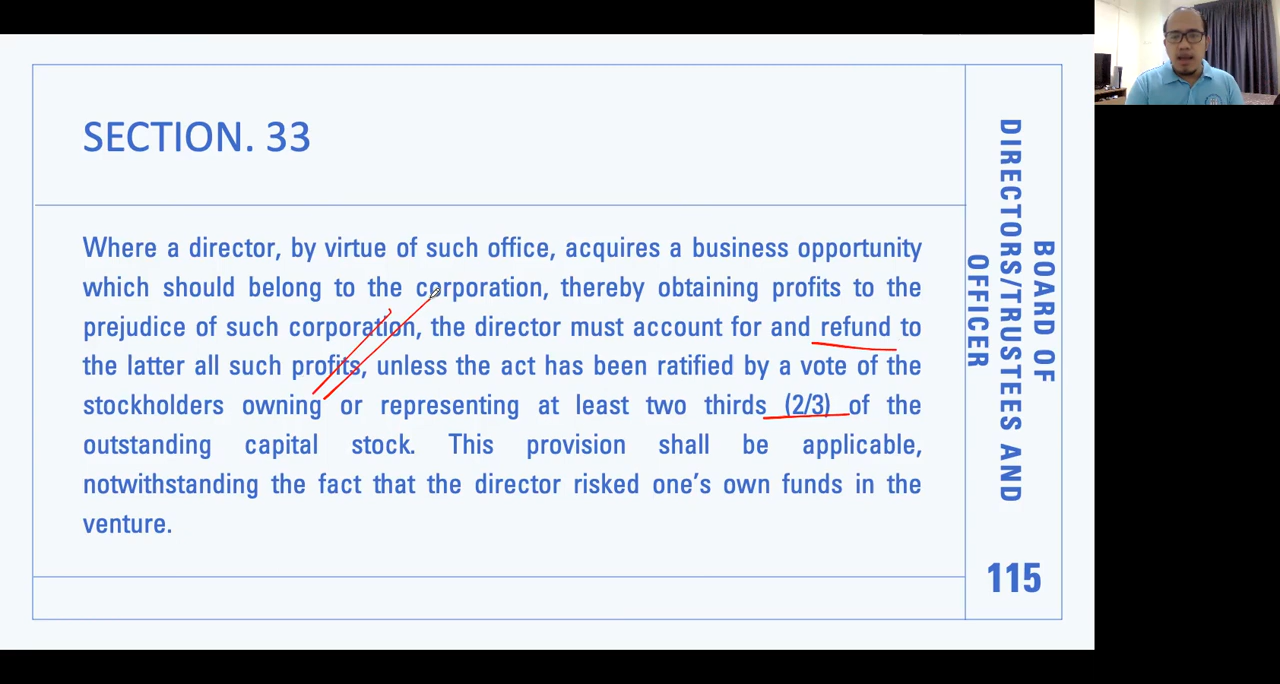 SECTION. 33
Where a director, by virtue of such office, acquires a business opportunity
which should belong to the corporation, thereby obtaining profits to the
prejudice of such corporation, the director must account for and refund to
the latter all such profits, unless the act has been ratified by a vote of the
stockholders owning or representing at least two thirds (2/3) of the
outstanding capital stock. This provision shall be applicable,
notwithstanding the fact that the director risked one's own funds in the
venture.
BOARD OF
DIRECTORS/TRUSTEES AND
OFFICER
115